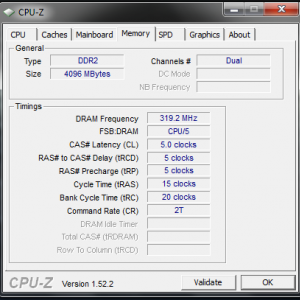 CPU-Z
CPU Caches Mainboard Memory SPD Graphics About
General
Type DDR2 Channels # Dual
Size 4096 MBytes DC Mode
NB Frequency
Timings
DRAM Frequency 319.2 MHz
FSB:DRAM CPU/5
CAS# Latency (CL) 5.0 clocks
RAS# to CAS# Delay (tRCD) 5 clocks
RAS# Precharge (tRP) 5 clocks
Cycle Time (tRAS) 15 clocks
Bank Cycle Time (tRC) 20 clocks
Command Rate (CR) 2T
DRAM Idle Timer
Total CAS# (tRDRAM)
Row To Column (tRCD)
CPU-Z Version 1.52.2 Validate OK